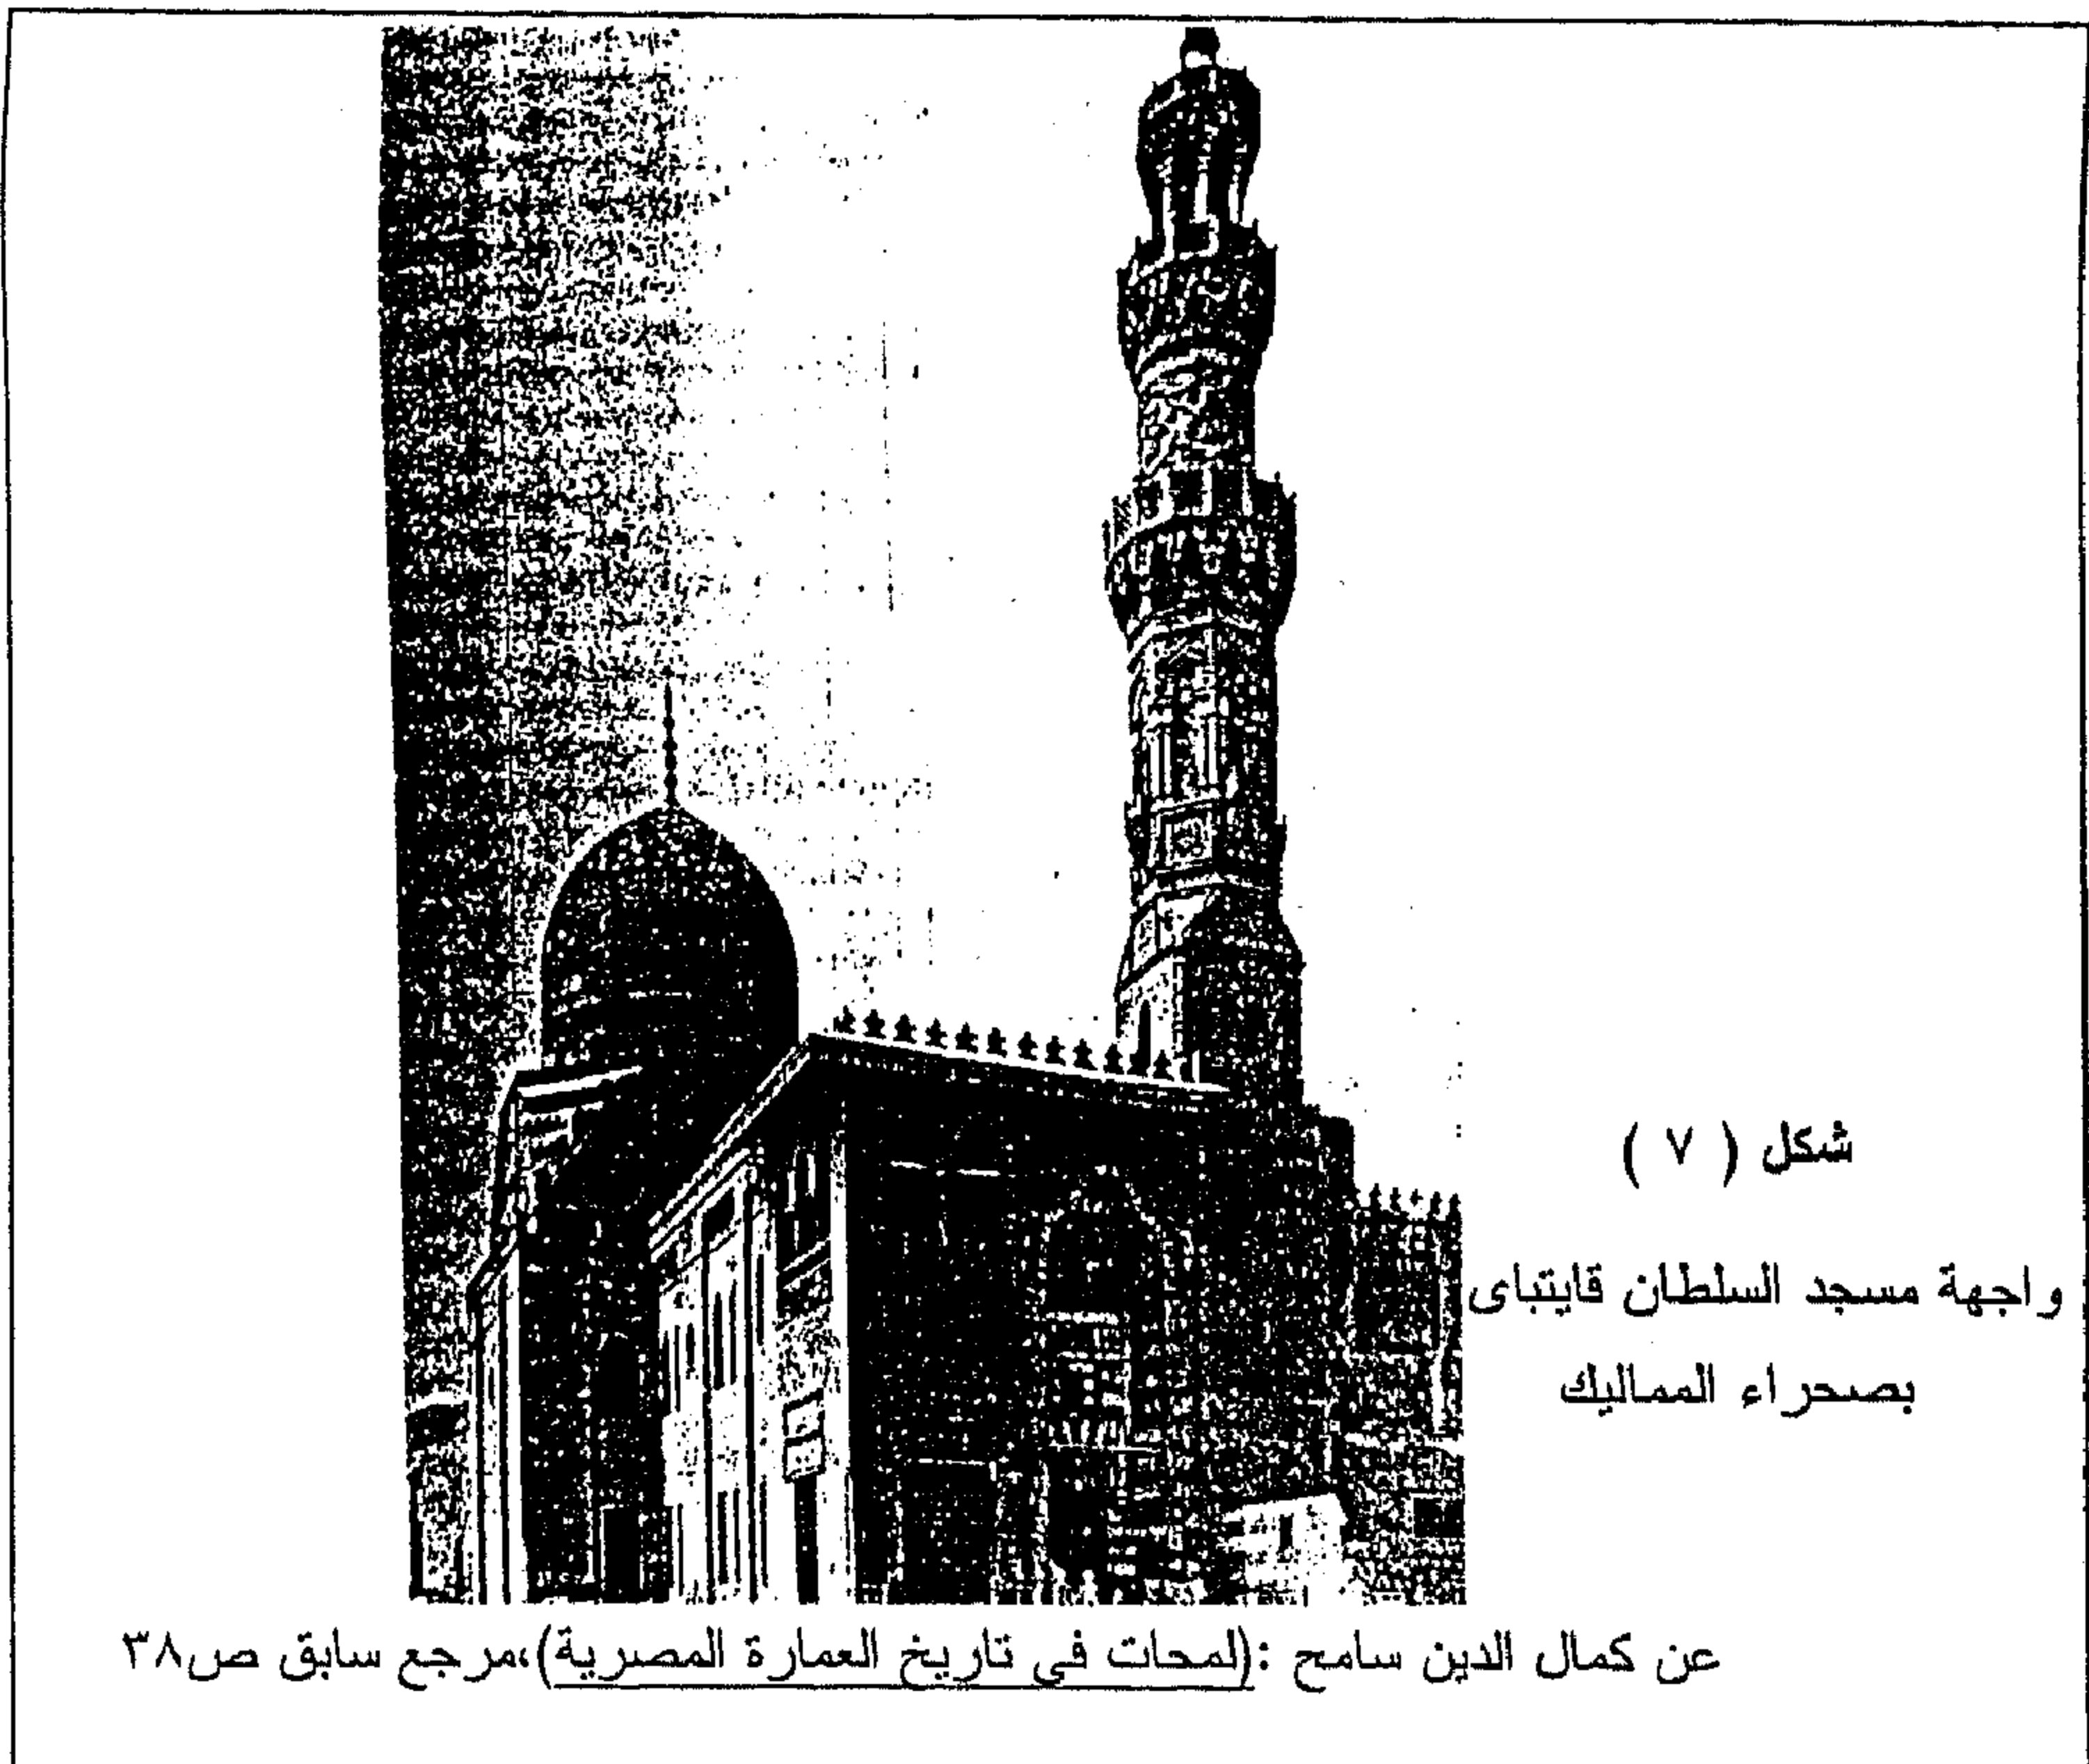 شكل ( ٧ )
واجهة مسجد السلطان قايتباى
بصحراء المماليك
عن كمال الدين سامح :(لمحات في تاريخ العمارة المصرية)،مرجع سابق ص٣٨